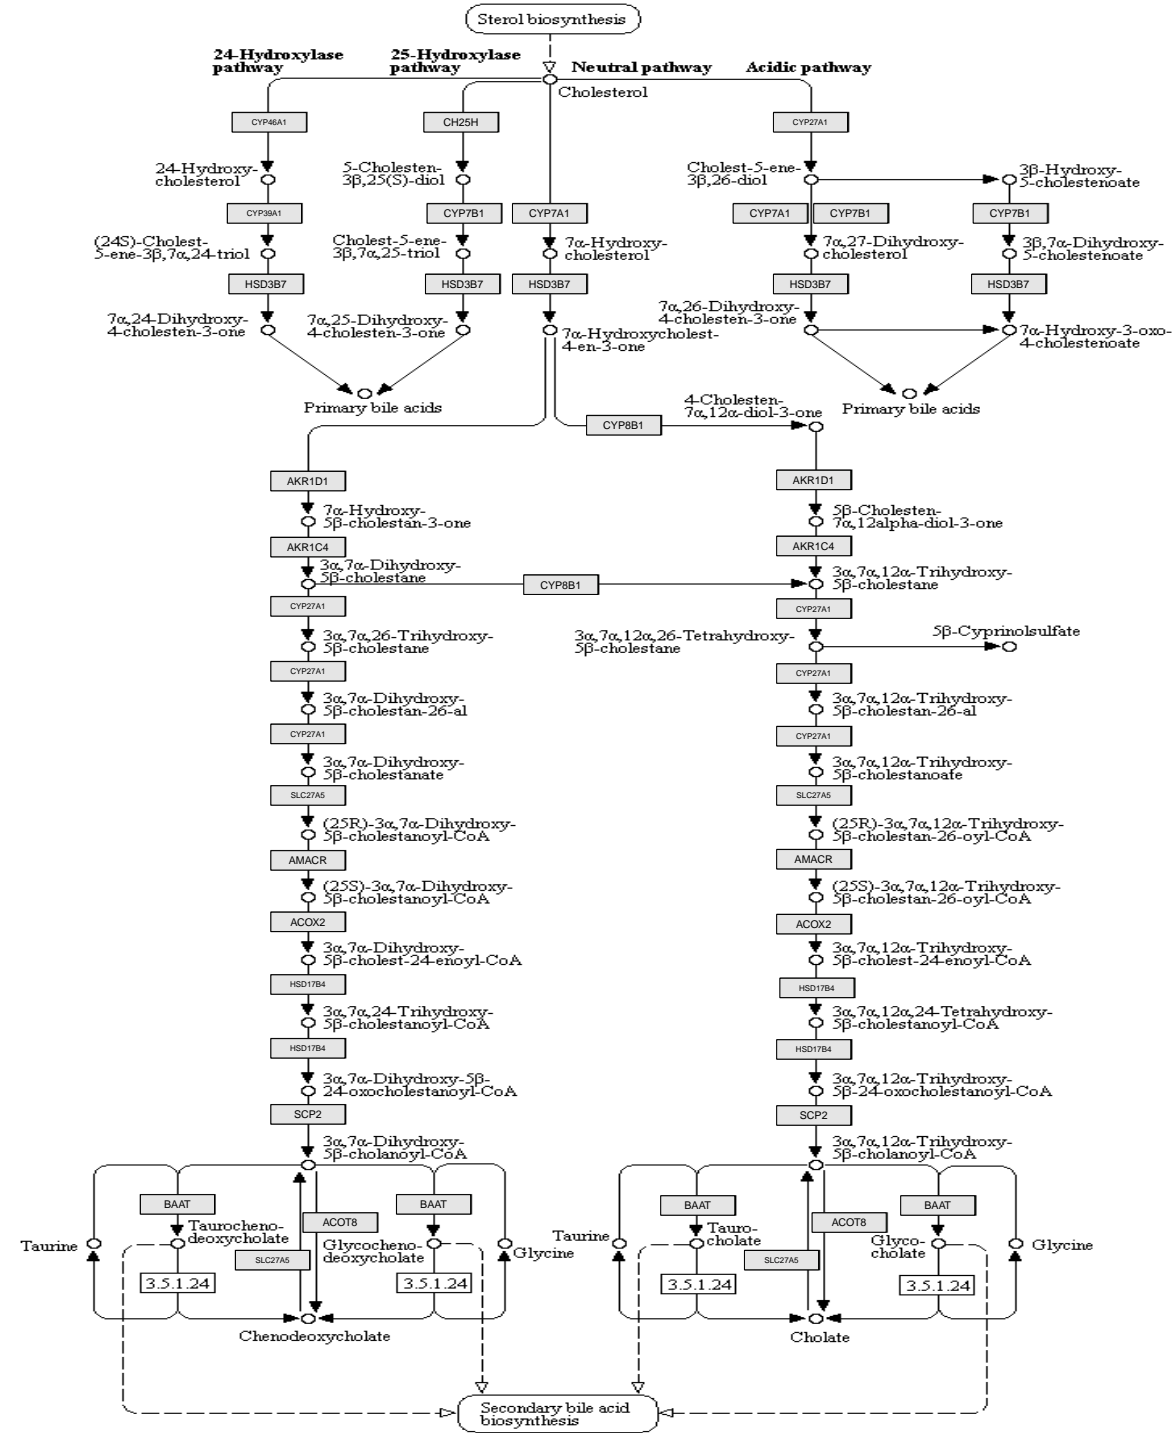 Sterol biosynthesis
24-Hydroxylase
pathway
25-Hydroxylase
pathway
Neutral pathway
Acidic pathway
Cholesterol
CYP46A1
CH25H
CYP27A1
24-Hydroxy-
cholesterol
5-Cholesten-
3β,25(S)-diol
Cholest-5-ene-
3β,26-diol
3β-Hydroxy-
5-cholestenoate
CYP39A1
CYP7B1
CYP7A1
CYP7A1
CYP7B1
CYP7B1
(24S)-Cholest-
5-ene-3β,7α,24-triol
Cholest-5-ene-
3β,7α,25-triol
7α-Hydroxy-
cholesterol
7α,27-Dihydroxy-
cholesterol
3β,7α-Dihydroxy-
5-cholestenoate
HSD3B7
HSD3B7
HSD3B7
HSD3B7
HSD3B7
7α,24-Dihydroxy-
4-cholesten-3-one
7α,25-Dihydroxy-
4-cholesten-3-one
7α-Hydroxycholest-
4-en-3-one
7α,26-Dihydroxy-
4-cholesten-3-one
7α-Hydroxy-3-oxo-
4-cholestenoate
Primary bile acids
Primary bile acids
CYP8B1
4-Cholesten-
7α,12α-diol-3-one
AKR1D1
AKR1D1
7α-Hydroxy-
5β-cholestan-3-one
5β-Cholesten-
7α,12alpha-diol-3-one
AKR1C4
AKR1C4
3α,7α-Dihydroxy-
5β-cholestane
CYP8B1
3α,7α,12α-Trihydroxy-
5β-cholestane
CYP27A1
CYP27A1
3α,7α,26-Trihydroxy-
5β-cholestane
3α,7α,12α,26-Tetrahydroxy-
5β-cholestane
5β-Cyprinolsulfate
CYP27A1
CYP27A1
3α,7α-Dihydroxy-
5β-cholestan-26-al
3α,7α,12α-Trihydroxy-
5β-cholestan-26-al
CYP27A1
CYP27A1
3α,7α-Dihydroxy-
5β-cholestanate
3α,7α,12α-Trihydroxy-
5β-cholestanoate
SLC27A5
SLC27A5
(25R)-3α,7α-Dihydroxy-
5β-cholestanoyl-CoA
(25R)-3α,7α,12α-Trihydroxy-
5β-cholestan-26-oyl-CoA
AMACR
AMACR
(25S)-3α,7α-Dihydroxy-
5β-cholestanoyl-CoA
(25S)-3α,7α,12α-Trihydroxy-
5β-cholestan-26-oyl-CoA
ACOX2
ACOX2
3α,7α-Dihydroxy-
5β-cholest-24-enoyl-CoA
3α,7α,12α-Trihydroxy-
5β-cholest-24-enoyl-CoA
HSD17B4
HSD17B4
3α,7α,24-Trihydroxy-
5β-cholestanoyl-CoA
3α,7α,12α,24-Tetrahydroxy-
5β-cholestanoyl-CoA
HSD17B4
HSD17B4
3α,7α-Dihydroxy-5β-
24-oxocholestanoyl-CoA
3α,7α,12α-Trihydroxy-
5β-24-oxocholestanoyl-CoA
SCP2
SCP2
3α,7α-Dihydroxy-
5β-cholanoyl-CoA
3α,7α,12α-Trihydroxy-
5β-cholanoyl-CoA
BAAT
BAAT
BAAT
BAAT
ACOT8
ACOT8
Taurine
Taurocheno-
deoxycholate
Glycocheno-
deoxycholate
Glycine
Taurine
Tauro-
cholate
Glyco-
cholate
Glycine
SLC27A5
SLC27A5
3.5.1.24
3.5.1.24
3.5.1.24
3.5.1.24
Chenodeoxycholate
Cholate
Secondary bile acid
biosynthesis